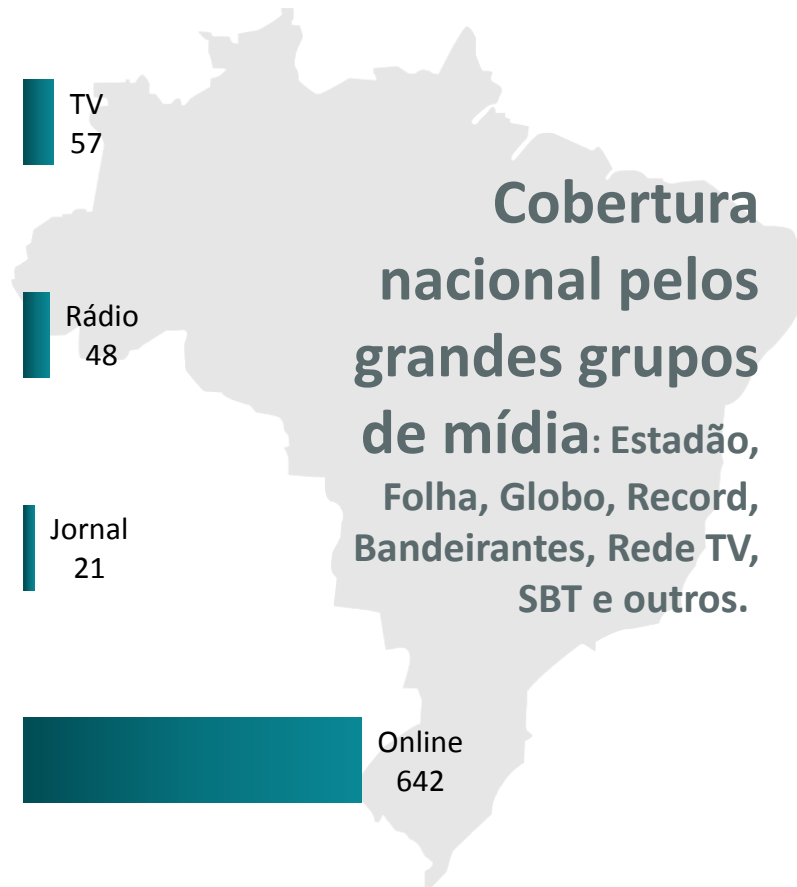 TV
57
Rádio
48
Jornal
21
Online
642
Cobertura
nacional pelos
grandes grupos
de mídia: Estadão,
Folha, Globo, Record,
Bandeirantes, Rede TV,
SBT e outros.